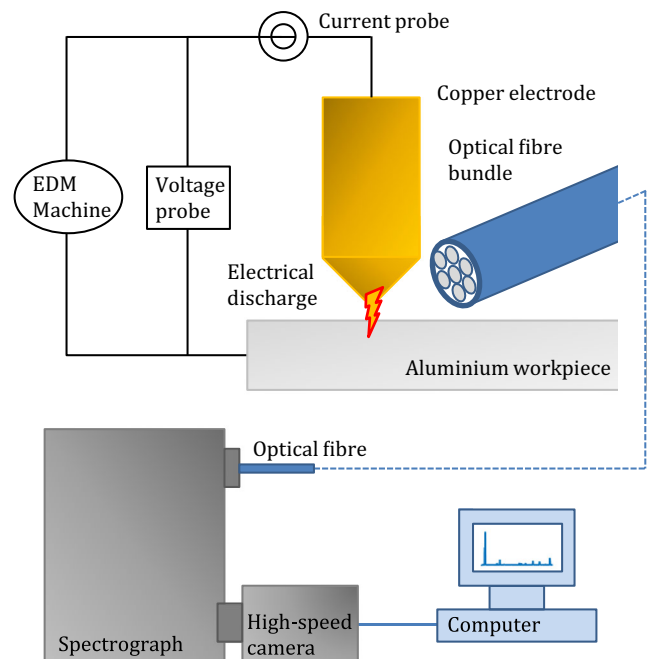 Current probe
Copper electrode
Optical fibre
bundle
EDM
Machine
Voltage
probe
Electrical
discharge
Aluminium workpiece
Optical fibre
Spectrograph
High-speed
camera
Computer